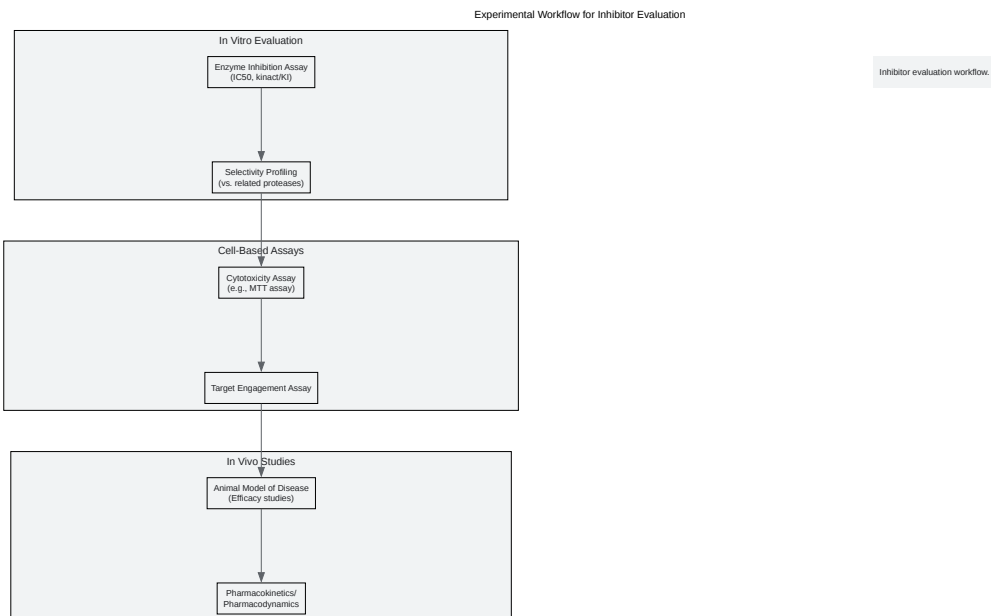 Experimental Workflow for Inhibitor Evaluation
In Vitro Evaluation
Enzyme Inhibition Assay
(IC50, kinact/KI)
Inhibitor evaluation workflow.
Selectivity Profiling
(vs. related proteases)
Cell-Based Assays
Cytotoxicity Assay
(e.g., MTT assay)
Target Engagement Assay
In Vivo Studies
Animal Model of Disease
(Efficacy studies)
Pharmacokinetics/
Pharmacodynamics